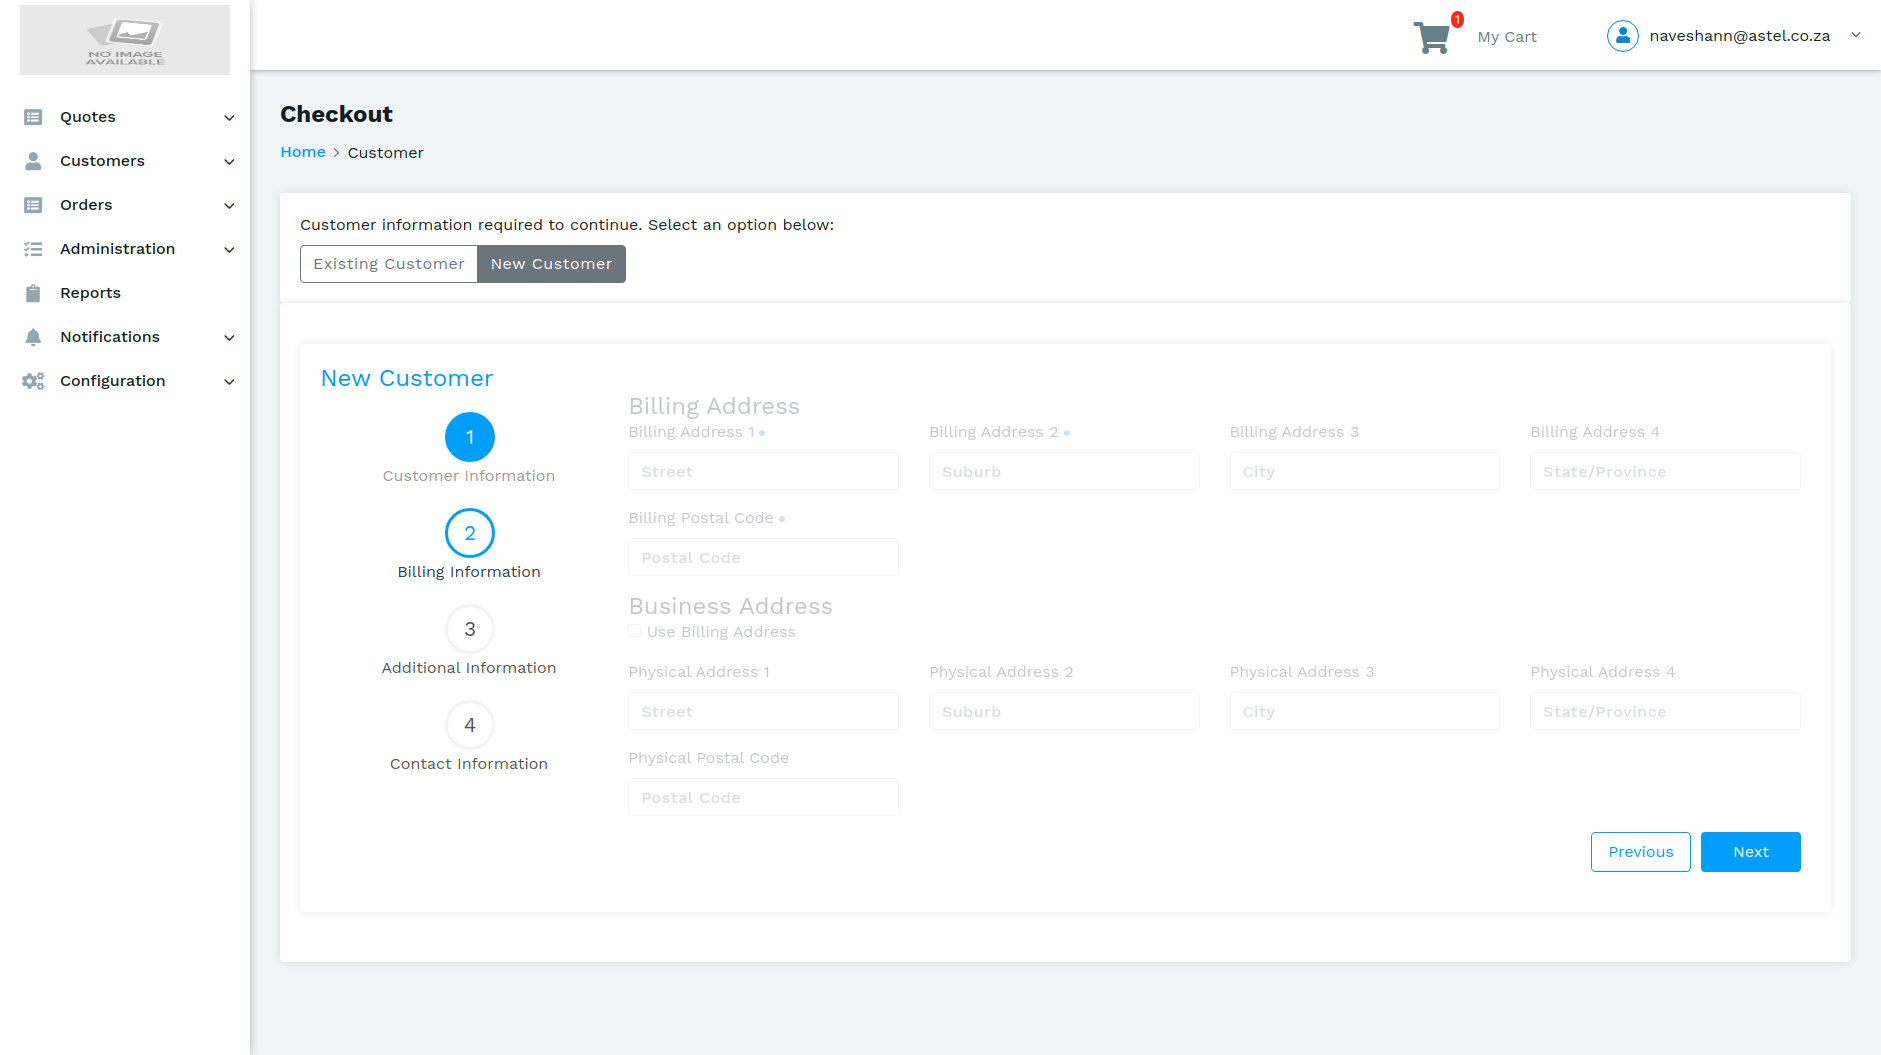 NO IMAGE
AVAILABLE
1
My Cart
naveshann@astel.co.za
Quotes
Customers
Orders
Administration
Reports
Notifications
Configuration
Checkout
Home > Customer
Customer information required to continue. Select an option below:
Existing Customer New Customer
New Customer
1
Customer Information
2
Billing Information
3
Additional Information
4
Contact Information
Billing Address
Billing Address 1 Billing Address 2 Billing Address 3 Billing Address 4
Street Suburb City State/Province
Billing Postal Code
Postal Code
Business Address
Use Billing Address
Physical Address 1 Physical Address 2 Physical Address 3 Physical Address 4
Street Suburb City State/Province
Physical Postal Code
Postal Code
Previous Next